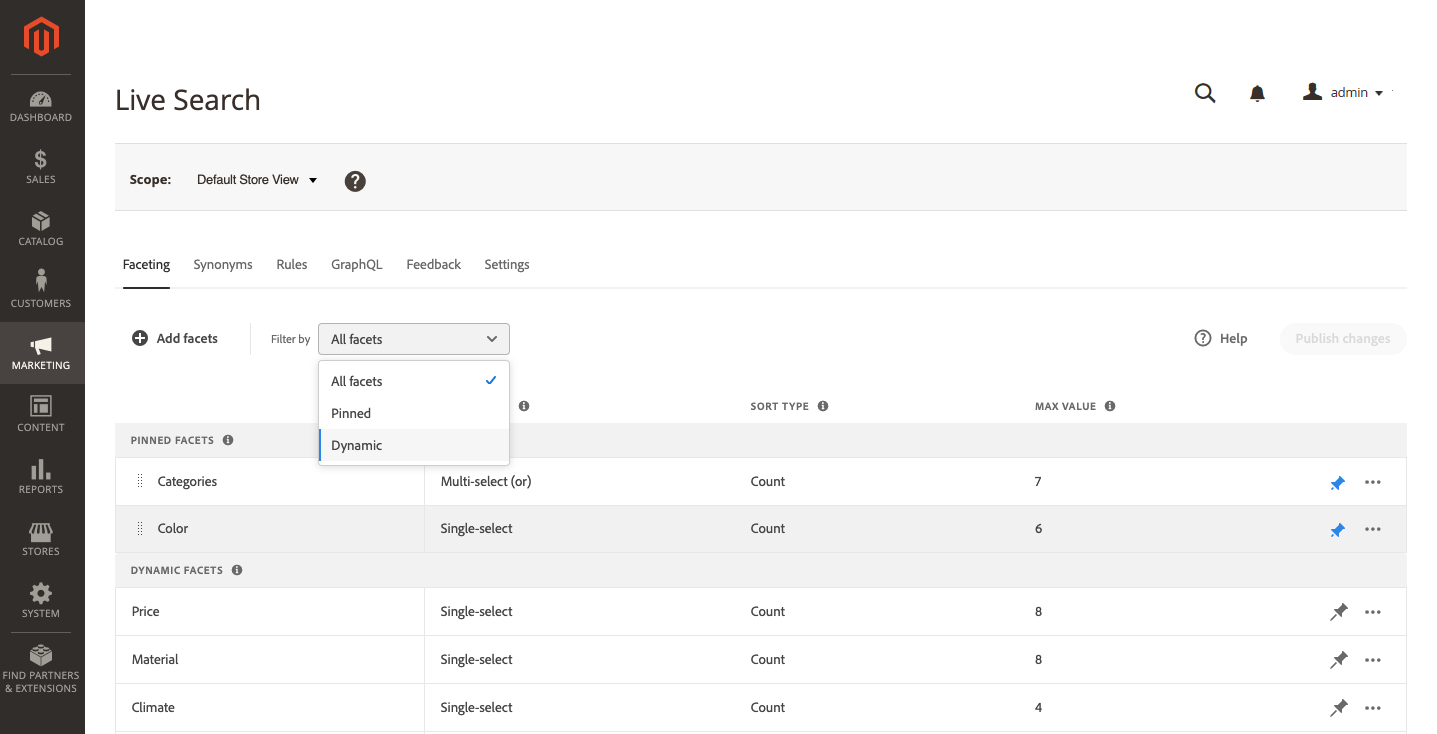 Live Search
admin
DASHBOARD
SALES
CATALOG
CUSTOMERS
MARKETING
CONTENT
REPORTS
STORES
SYSTEM
FIND PARTNERS
& EXTENSIONS
Scope: Default Store View
Faceting Synonyms Rules GraphQL Feedback Settings
Add facets Filter by All facets Help Publish changes
All facets
Pinned
Dynamic
SORT TYPE MAX VALUE
PINNED FACETS
Categories Multi-select (or) Count 7
Color Single-select Count 6
DYNAMIC FACETS
Price Single-select Count 8
Material Single-select Count 8
Climate Single-select Count 4